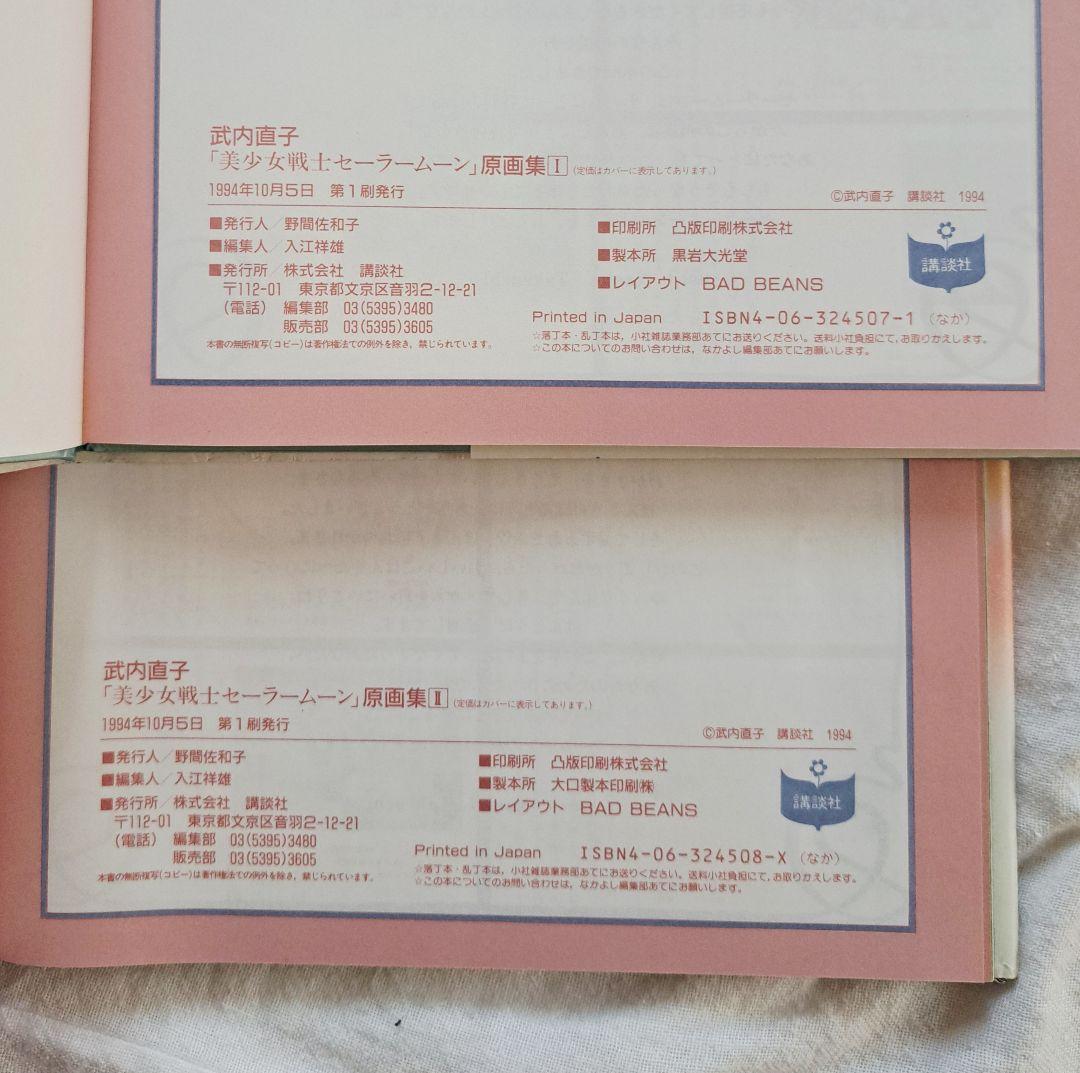 武内直子
「美少女戦士セーラームーン」原画集Ⅰ (定価はカバーに表示してあります。)
1994年10月5日 第1刷発行
©武内直子 講談社 1994
■発行人/野間佐和子
■編集人/入江祥雄
■発行所/株式会社 講談社
〒112-01 東京都文京区音羽2-12-21
(電話) 編集部 03(5395)3480
販売部 03(5395)3605
本書の無断複写(コピー)は著作権法での例外を除き、禁じられています。
■印刷所 凸版印刷株式会社
■製本所 黒岩大光堂
■レイアウト BAD BEANS
講談社
Printed in Japan ISBN4-06-324507-1 (なか)
☆落丁本・乱丁本は、小社雑誌業務部あてにお送りください。送料小社負担にて、お取りかえします。
☆この本についてのお問い合わせは、なかよし編集部あてにお願いします。
武内直子
「美少女戦士セーラームーン」原画集Ⅱ (定価はカバーに表示してあります。)
1994年10月5日 第1刷発行
©武内直子 講談社 1994
■発行人/野間佐和子
■編集人/入江祥雄
■発行所/株式会社 講談社
〒112-01 東京都文京区音羽2-12-21
(電話) 編集部 03(5395)3480
販売部 03(5395)3605
本書の無断複写(コピー)は著作権法での例外を除き、禁じられています。
■印刷所 凸版印刷株式会社
■製本所 大口製本印刷㈱
■レイアウト BAD BEANS
講談社
Printed in Japan ISBN4-06-324508-X (なか)
☆落丁本・乱丁本は、小社雑誌業務部あてにお送りください。送料小社負担にて、お取りかえします。
☆この本についてのお問い合わせは、なかよし編集部あてにお願いします。